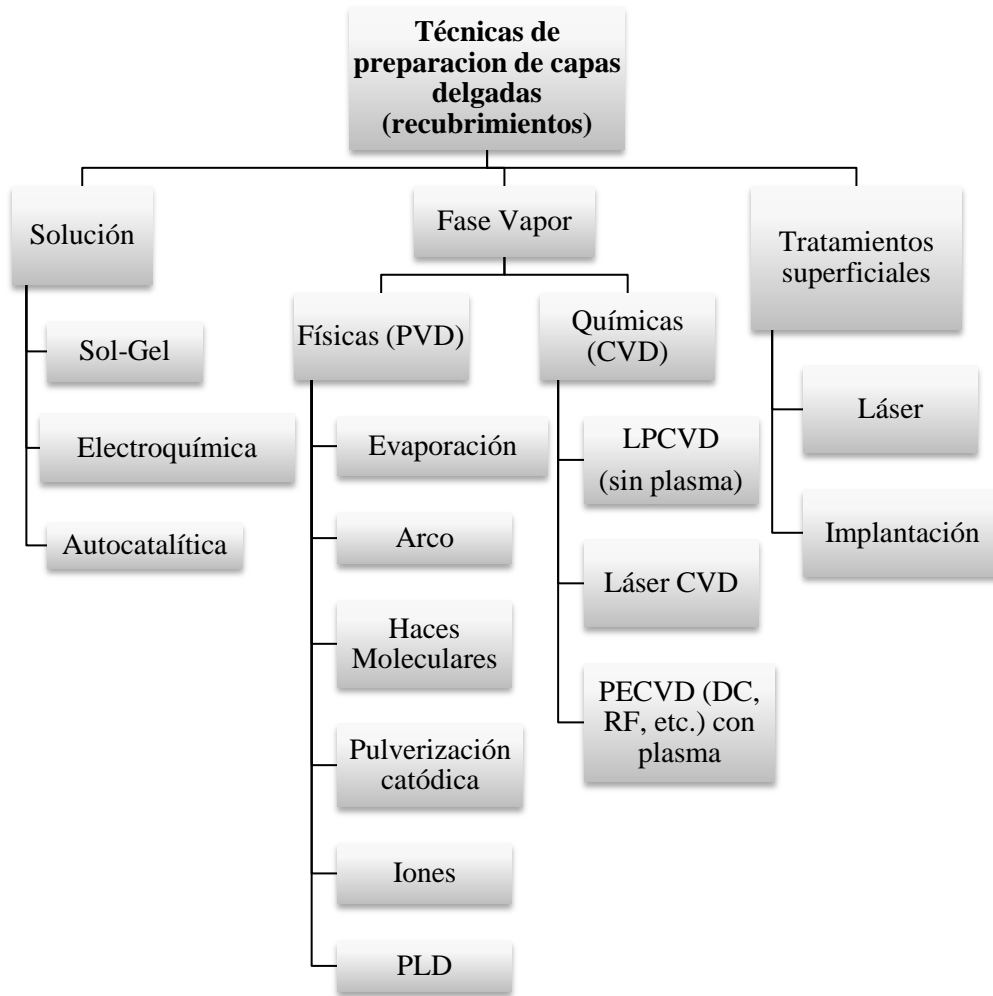 Técnicas de
preparacion de capas
delgadas
(recubrimientos)
Solución
Sol-Gel
Electroquímica
Autocatalítica
Fase Vapor
Físicas (PVD)
Evaporación
Arco
Haces
Moleculares
Pulverización
catódica
Iones
PLD
Químicas
(CVD)
LPCVD
(sin plasma)
Láser CVD
PECVD (DC,
RF, etc.) con
plasma
Tratamientos
superficiales
Láser
Implantación